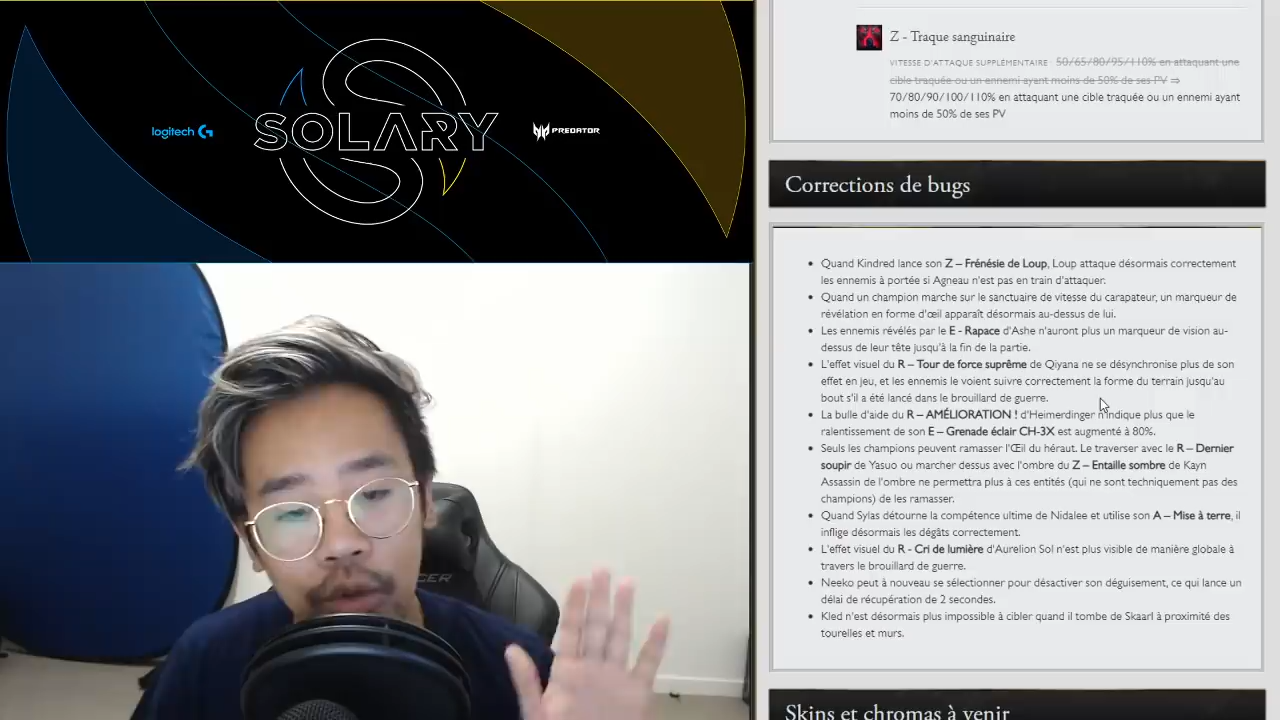 logitech G
SOLARY
PREDATOR
CER
Z - Traque sanguinaire
VITESSE D'ATTAQUE SUPPLÉMENTAIRE : 50/65/80/95/110% en attaquant une
cible traquée ou un ennemi ayant moins de 50% de ses PV ⇒
70/80/90/100/110% en attaquant une cible traquée ou un ennemi ayant
moins de 50% de ses PV
Corrections de bugs
• Quand Kindred lance son Z – Frénésie de Loup, Loup attaque désormais correctement
les ennemis à portée si Agneau n'est pas en train d'attaquer.
• Quand un champion marche sur le sanctuaire de vitesse du carapateur, un marqueur de
révélation en forme d'œil apparaît désormais au-dessus de lui.
• Les ennemis révélés par le E - Rapace d'Ashe n'auront plus un marqueur de vision au-
dessus de leur tête jusqu'à la fin de la partie.
• L'effet visuel du R – Tour de force suprême de Qiyana ne se désynchronise plus de son
effet en jeu, et les ennemis le voient suivre correctement la forme du terrain jusqu'au
bout s'il a été lancé dans le brouillard de guerre.
• La bulle d'aide du R – AMÉLIORATION ! d'Heimerdinger n'indique plus que le
ralentissement de son E – Grenade éclair CH-3X est augmenté à 80%.
• Seuls les champions peuvent ramasser l'Œil du héraut. Le traverser avec le R – Dernier
soupir de Yasuo ou marcher dessus avec l'ombre du Z – Entaille sombre de Kayn
Assassin de l'ombre ne permettra plus à ces entités (qui ne sont techniquement pas des
champions) de les ramasser.
• Quand Sylas détourne la compétence ultime de Nidalee et utilise son A – Mise à terre, il
inflige désormais les dégâts correctement.
• L'effet visuel du R - Cri de lumière d'Aurelion Sol n'est plus visible de manière globale à
travers le brouillard de guerre.
• Neeko peut à nouveau se sélectionner pour désactiver son déguisement, ce qui lance un
délai de récupération de 2 secondes.
• Kled n'est désormais plus impossible à cibler quand il tombe de Skaarl à proximité des
tourelles et murs.
Skins et chromas à venir